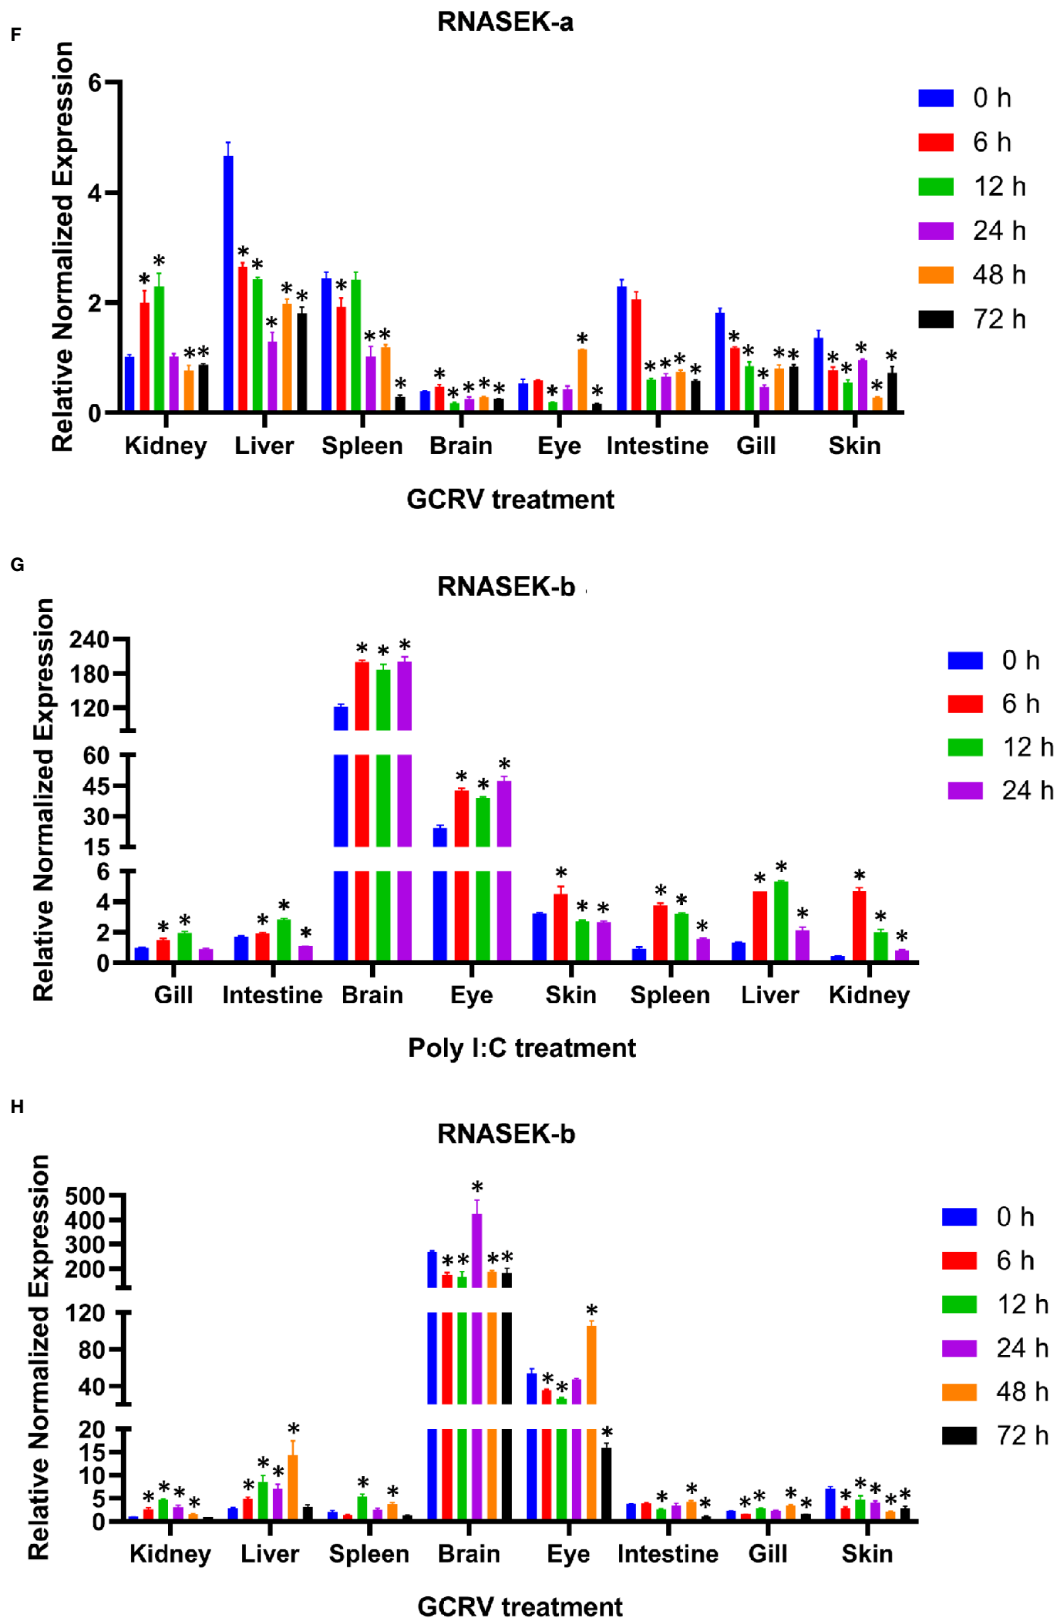 F
RNASEK-a
Relative Normalized Expression
6
4
2
0
* * * *
* * * * *
* * * *
* * * * *
* * *
* * * *
* * * * *
* * * * *
Kidney Liver Spleen Brain Eye Intestine Gill Skin
GCRV treatment
0 h
6 h
12 h
24 h
48 h
72 h
G
RNASEK-b
Relative Normalized Expression
240
180
120
60
45
30
15
6
4
2
0
* *
* * *
* * *
* * *
* * *
* * *
* * *
* * *
Gill Intestine Brain Eye Skin Spleen Liver Kidney
Poly I:C treatment
0 h
6 h
12 h
24 h
H
RNASEK-b
Relative Normalized Expression
500
400
300
200
120
80
40
20
15
10
5
0
* * * *
* * * *
* *
* * * * *
* * * *
* * *
* * * *
* * * * *
Kidney Liver Spleen Brain Eye Intestine Gill Skin
GCRV treatment
0 h
6 h
12 h
24 h
48 h
72 h